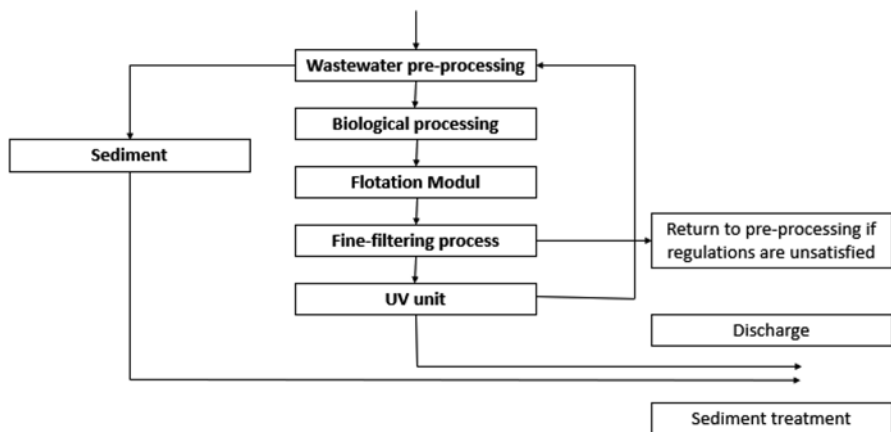 Wastewater pre-processing
Biological processing
Sediment
Flotation Modul
Fine-filtering process
Return to pre-processing if
regulations are unsatisfied
UV unit
Discharge
Sediment treatment